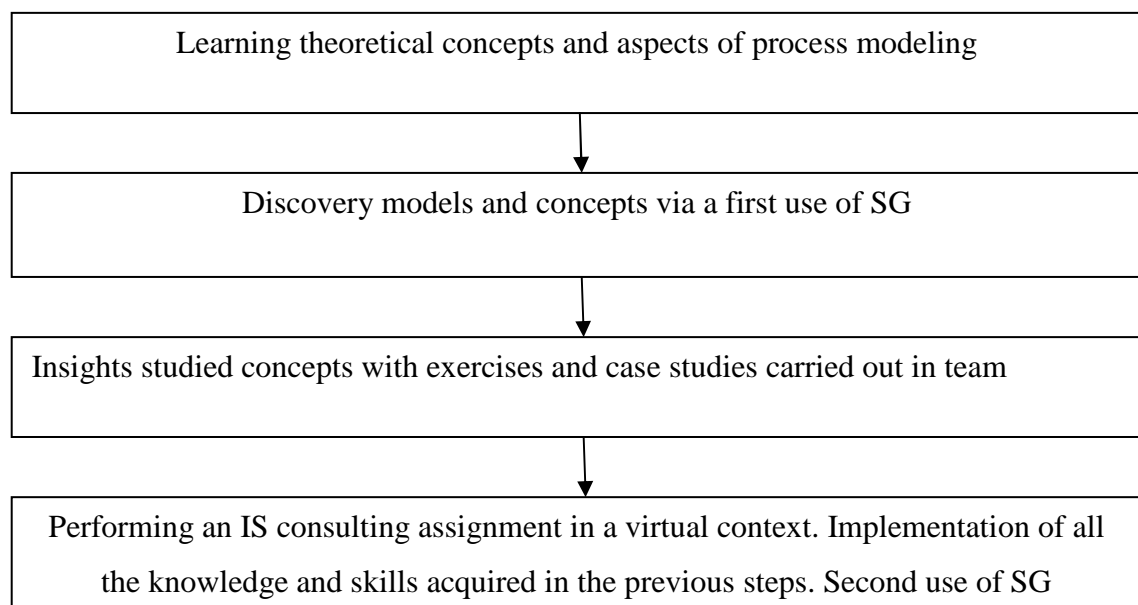 Learning theoretical concepts and aspects of process modeling
Discovery models and concepts via a first use of SG
Insights studied concepts with exercises and case studies carried out in team
Performing an IS consulting assignment in a virtual context. Implementation of all
the knowledge and skills acquired in the previous steps. Second use of SG